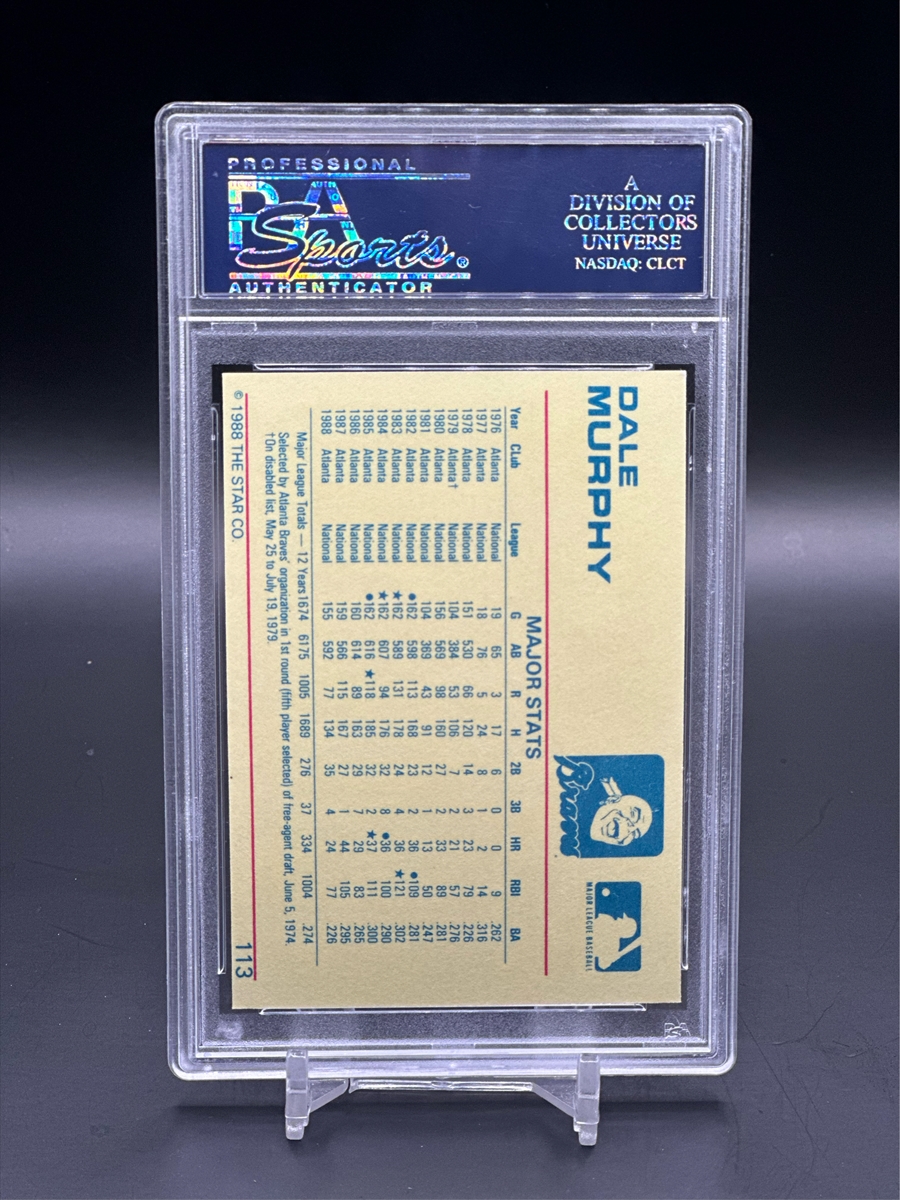 PROFESSIONAL
PSA
Sports®
AUTHENTICATOR
A
DIVISION OF
COLLECTORS
UNIVERSE
NASDAQ: CLCT
DALE
MURPHY
Braves
MAJOR LEAGUE BASEBALL
MAJOR STATS
Year CLub League G AB R H 2B 3B HR RBI BA
1976 Atlanta National 19 65 3 17 6 0 0 9 .262
1977 Atlanta National 18 76 5 24 8 1 2 14 .316
1978 Atlanta National 151 530 66 120 14 3 23 79 .226
1979 Atlanta† National 104 384 53 106 7 2 21 57 .276
1980 Atlanta National 156 569 98 160 27 2 33 89 .281
1981 Atlanta National 104 369 43 91 12 1 13 50 .247
1982 Atlanta National •162 598 113 168 23 2 36 •109 .281
1983 Atlanta National ★162 589 131 178 24 4 36 ★121 .302
1984 Atlanta National ★162 607 94 176 32 8 •36 100 .290
1985 Atlanta National •162 616 ★118 185 32 2 ★37 111 .300
1986 Atlanta National 160 614 89 163 29 7 29 83 .265
1987 Atlanta National 159 566 115 167 27 1 44 105 .295
1988 Atlanta National 155 592 77 134 35 4 24 77 .226
Major League Totals — 12 Years 1674 6175 1005 1689 276 37 334 1004 .274
Selected by Atlanta Braves' organization in 1st round (fifth player selected) of free-agent draft, June 5, 1974.
†On disabled list, May 25 to July 19, 1979.
© 1988 THE STAR CO. 113